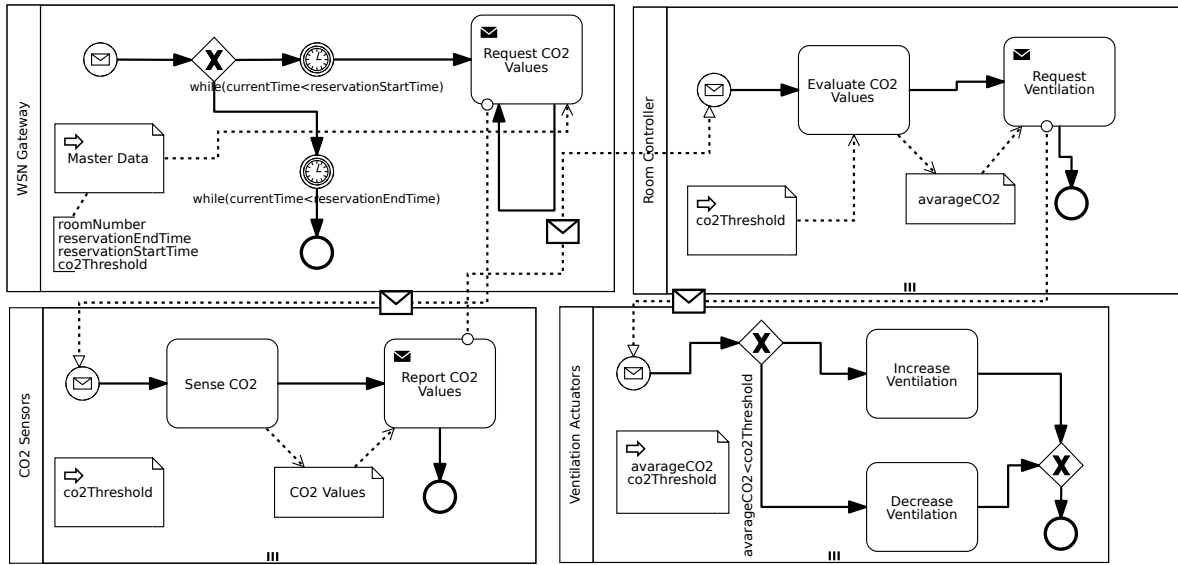 WSN Gateway
Request CO2
Values
while(currentTime<reservationStartTime)
Master Data
while(currentTime<reservationEndTime)
roomNumber
reservationEndTime
reservationStartTime
co2Threshold
Room Controller
Evaluate CO2
Values
Request
Ventilation
co2Threshold
avarageCO2
CO2 Sensors
Sense CO2
Report CO2
Values
co2Threshold
CO2 Values
Ventilation Actuators
avarageCO2
co2Threshold
avarageCO2<co2Threshold
Increase
Ventilation
Decrease
Ventilation